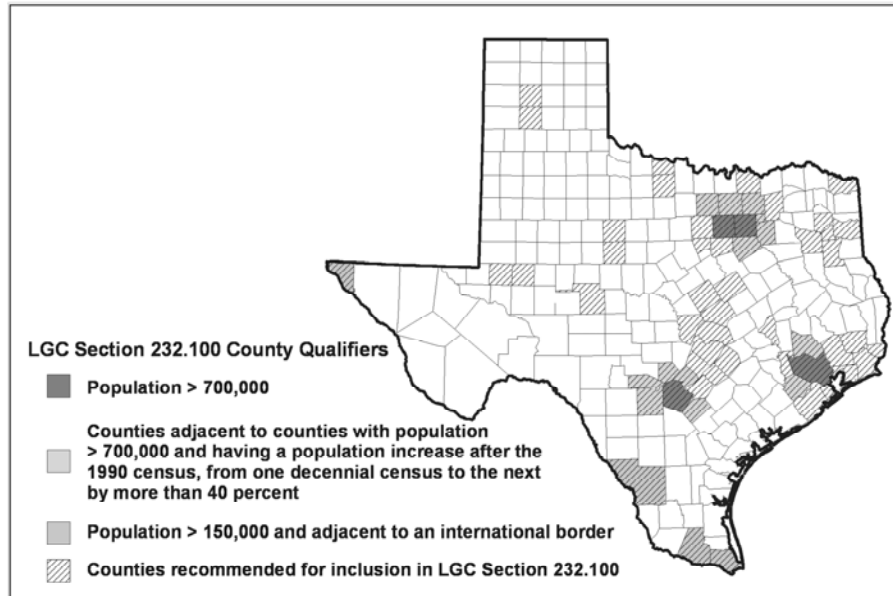 LGC Section 232.100 County Qualifiers
Population > 700,000
Counties adjacent to counties with population
> 700,000 and having a population increase after the
1990 census, from one decennial census to the next
by more than 40 percent
Population > 150,000 and adjacent to an international border
Counties recommended for inclusion in LGC Section 232.100